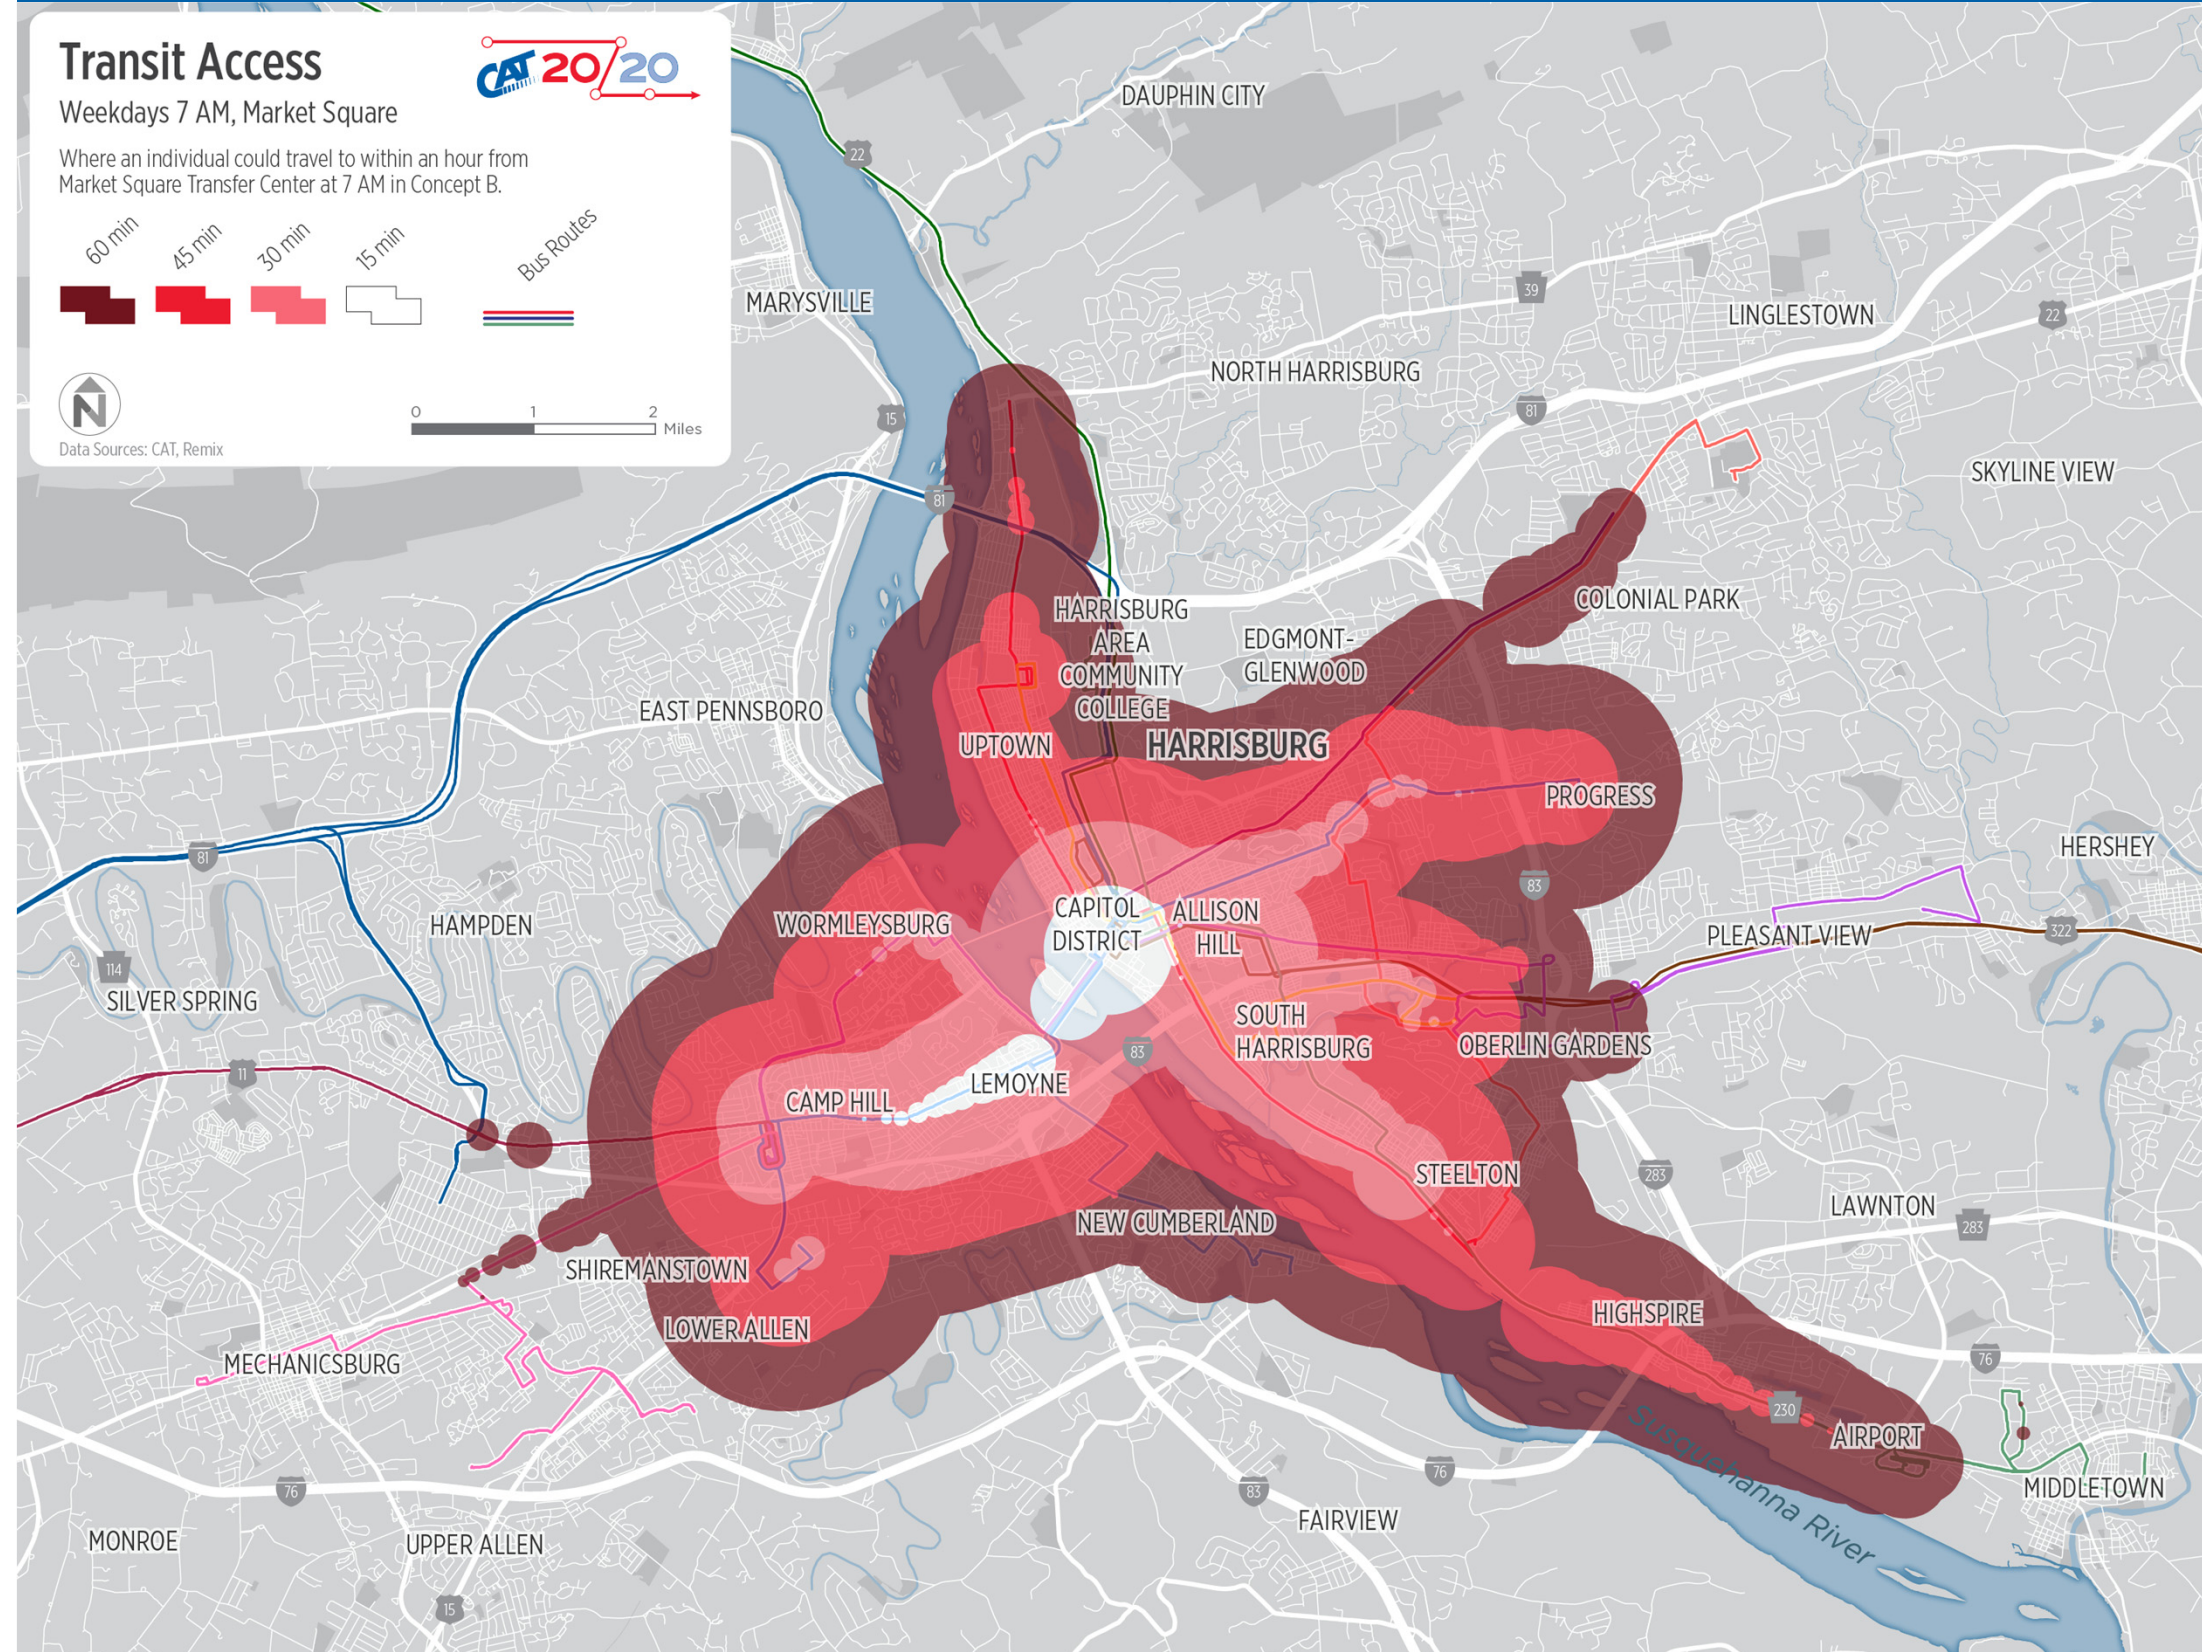 Transit Access
CAT 20/20
Weekdays 7 AM, Market Square
Where an individual could travel to within an hour from
Market Square Transfer Center at 7 AM in Concept B.
60 min
45 min
30 min
15 min
Bus Routes
N
0 1 2
Miles
Data Sources: CAT, Remix
DAUPHIN CITY
22
MARYSVILLE
39
LINGLESTOWN
22
NORTH HARRISBURG
15
81
SKYLINE VIEW
81
COLONIAL PARK
HARRISBURG
AREA
COMMUNITY
COLLEGE
EDGMONT-
GLENWOOD
EAST PENNSBORO
UPTOWN
HARRISBURG
PROGRESS
HERSHEY
81
83
HAMPDEN
WORMLEYSBURG
CAPITOL
DISTRICT
ALLISON
HILL
PLEASANT VIEW
322
114
SILVER SPRING
SOUTH
HARRISBURG
OBERLIN GARDENS
83
11
LEMOYNE
CAMP HILL
STEELTON
283
LAWNTON
283
NEW CUMBERLAND
SHIREMANSTOWN
HIGHSPIRE
LOWER ALLEN
MECHANICSBURG
76
230
AIRPORT
Susquehanna River
76
76
83
MIDDLETOWN
FAIRVIEW
MONROE
UPPER ALLEN
15